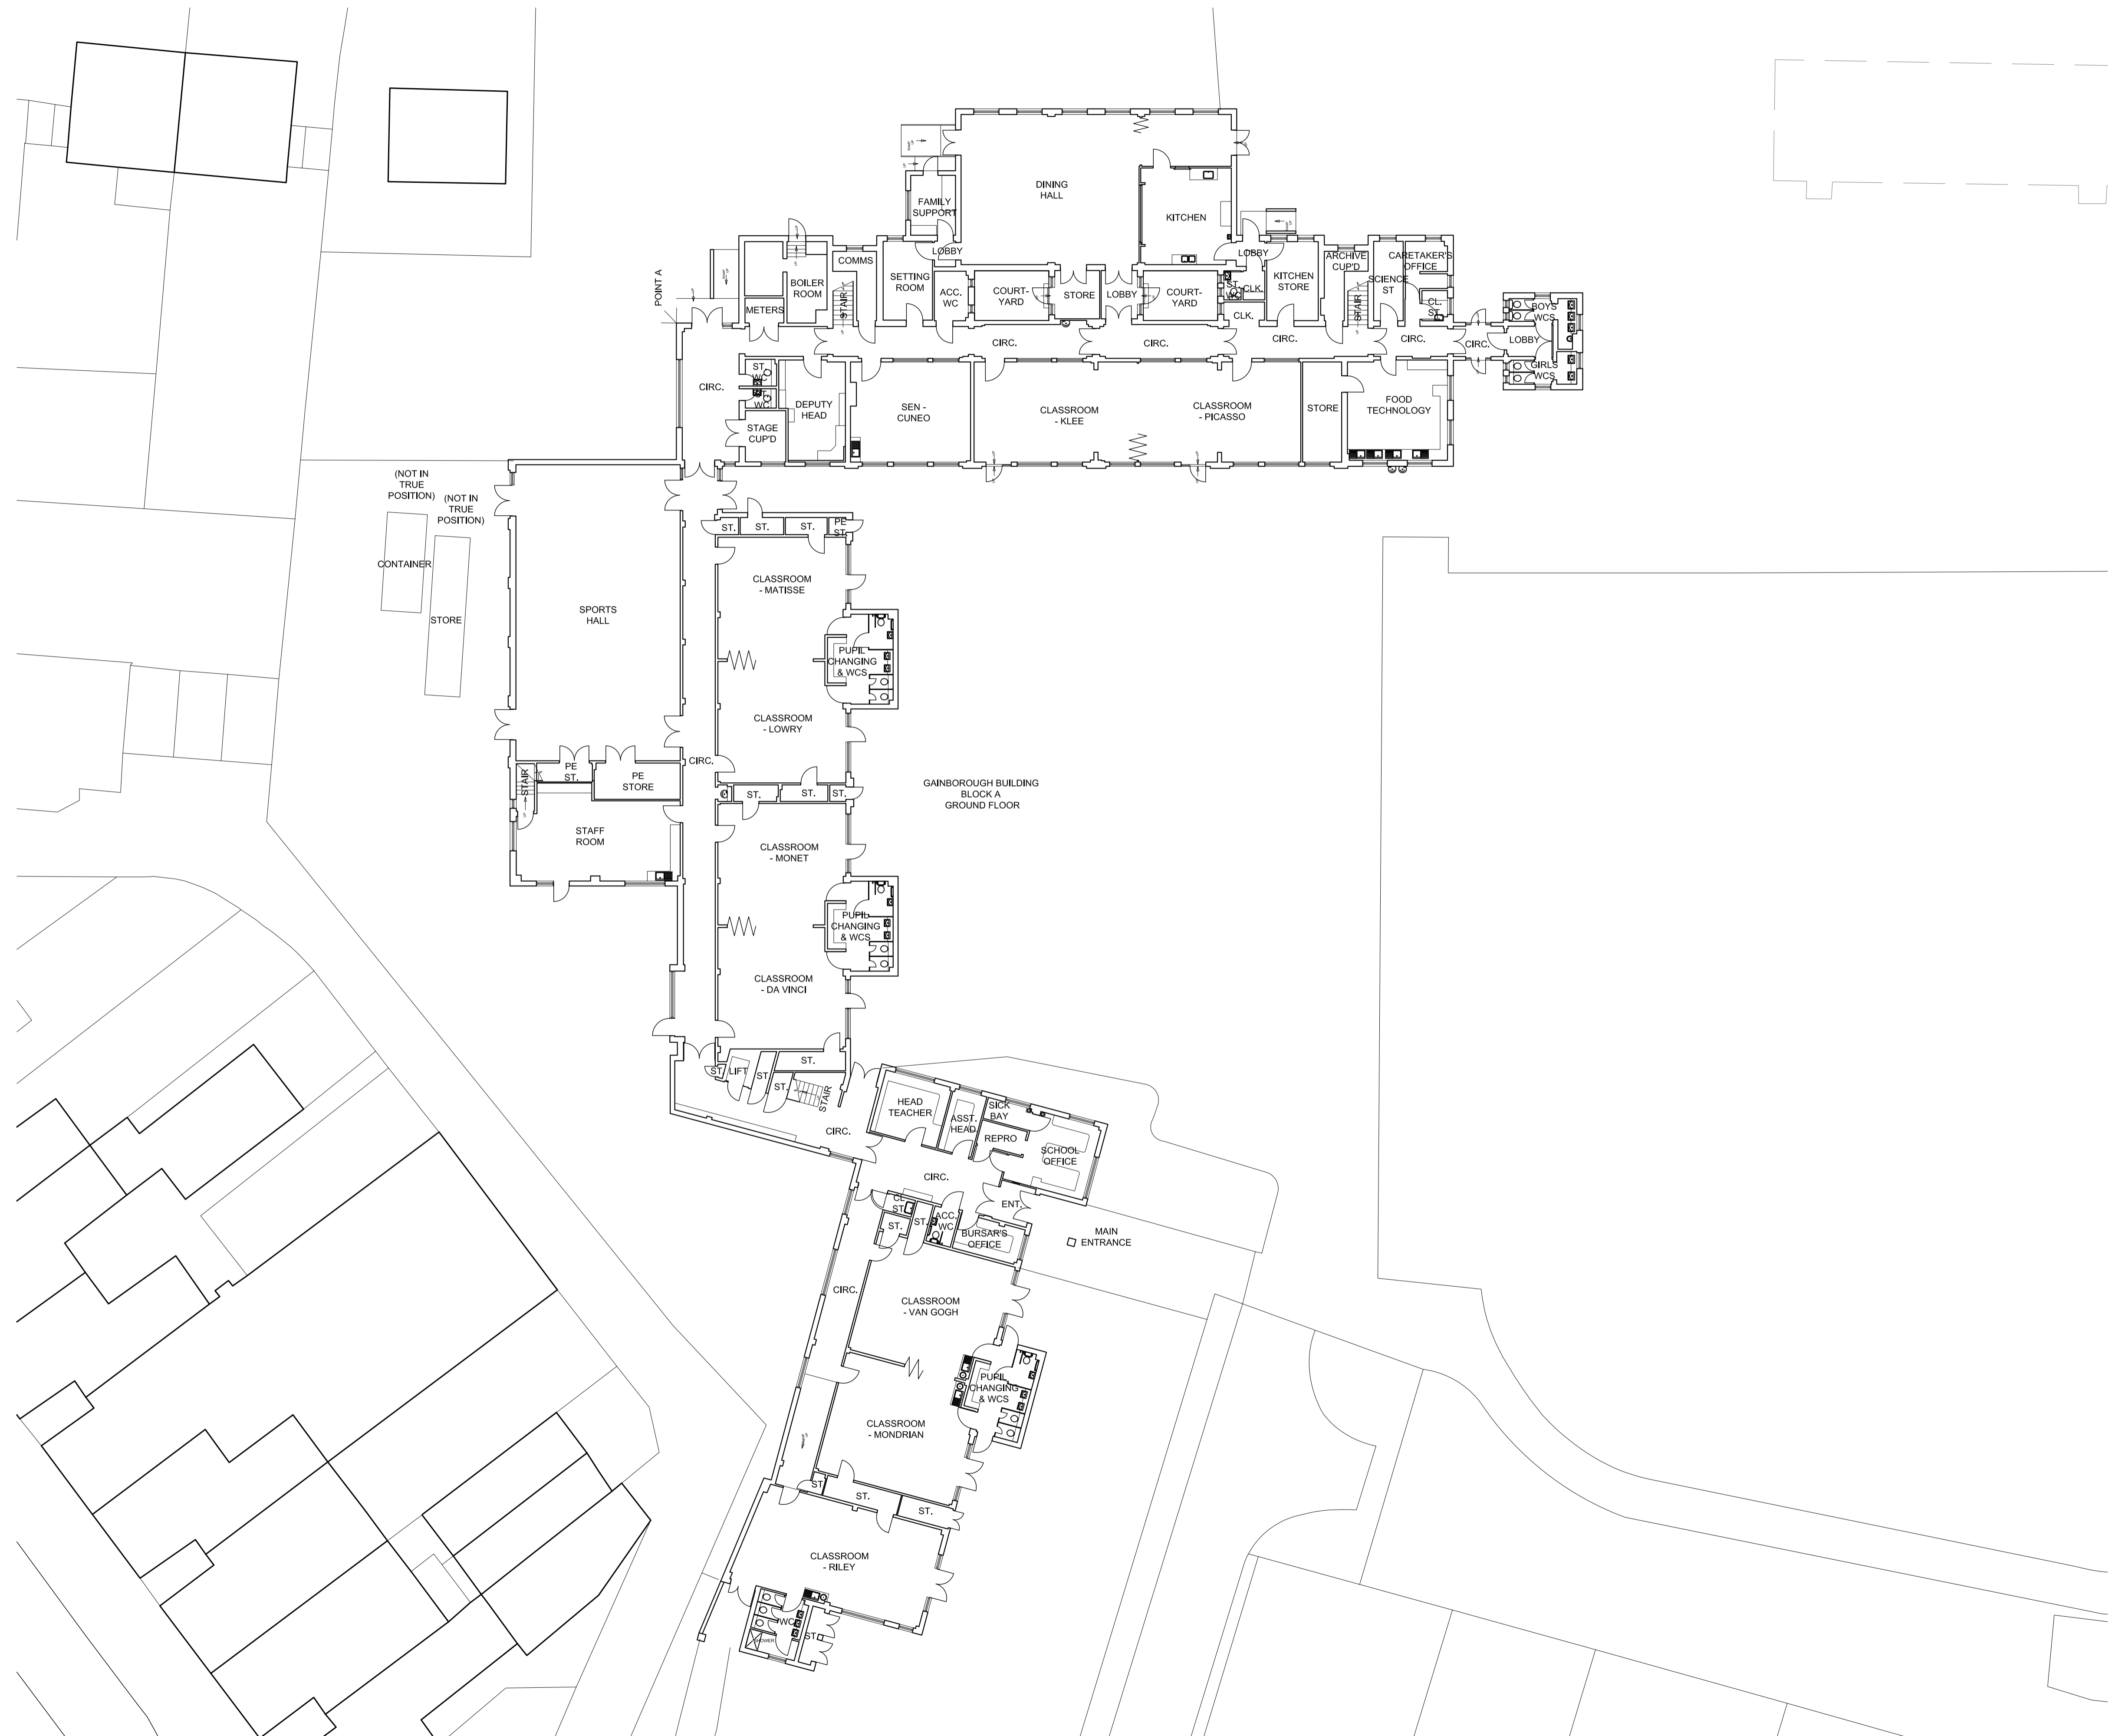 POINT A
DINING
HALL
FAMILY
SUPPORT
KITCHEN
LOBBY
COMMS
BOILER
ROOM
METERS
STAIR
SETTING
ROOM
ACC.
WC
COURT-
YARD
STORE
LOBBY
COURT-
YARD
LOBBY
ST.
WC
CLK.
CLK.
KITCHEN
STORE
ARCHIVE
CUP'D
STAIR
SCIENCE
ST
CARETAKER'S
OFFICE
CL.
ST.
BOYS
WCS
LOBBY
GIRLS
WCS
CIRC.
CIRC.
CIRC.
CIRC.
CIRC.
CIRC.
ST.
WC
ST.
WC
STAGE
CUP'D
DEPUTY
HEAD
SEN -
CUNEO
CLASSROOM
- KLEE
CLASSROOM
- PICASSO
STORE
FOOD
TECHNOLOGY
(NOT IN
TRUE
POSITION)
(NOT IN
TRUE
POSITION)
CONTAINER
STORE
SPORTS
HALL
ST.
ST.
ST.
PE
ST.
CLASSROOM
- MATISSE
PUPIL
CHANGING
& WCS
CLASSROOM
- LOWRY
CIRC.
PE
ST.
PE
STORE
STAIR
STAFF
ROOM
ST.
ST.
ST.
GAINBOROUGH BUILDING
BLOCK A
GROUND FLOOR
CLASSROOM
- MONET
PUPIL
CHANGING
& WCS
CLASSROOM
- DA VINCI
ST.
LIFT
ST.
ST.
ST.
STAIR
CIRC.
HEAD
TEACHER
ASST.
HEAD
SICK
BAY
REPRO
SCHOOL
OFFICE
CIRC.
ENT.
CL.
ST.
ST.
ST.
ACC.
WC
BURSAR'S
OFFICE
MAIN
ENTRANCE
CIRC.
CLASSROOM
- VAN GOGH
PUPIL
CHANGING
& WCS
CLASSROOM
- MONDRIAN
ST.
ST.
ST.
CLASSROOM
- RILEY
WC
SHOWER
ST.